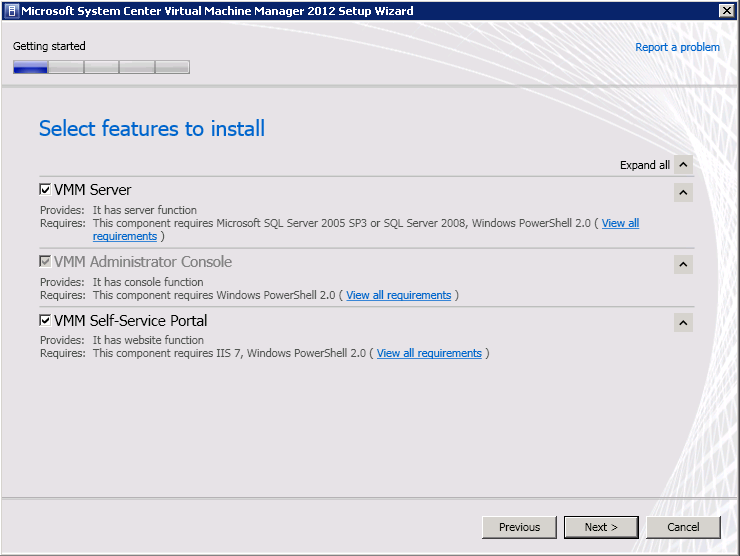 Microsoft System Center Virtual Machine Manager 2012 Setup Wizard
Getting started
Report a problem
Select features to install
Expand all
VMM Server
Provides: It has server function
Requires: This component requires Microsoft SQL Server 2005 SP3 or SQL Server 2008, Windows PowerShell 2.0 ( View all
requirements )
VMM Administrator Console
Provides: It has console function
Requires: This component requires Windows PowerShell 2.0 ( View all requirements )
VMM Self-Service Portal
Provides: It has website function
Requires: This component requires IIS 7, Windows PowerShell 2.0 ( View all requirements )
Previous Next > Cancel